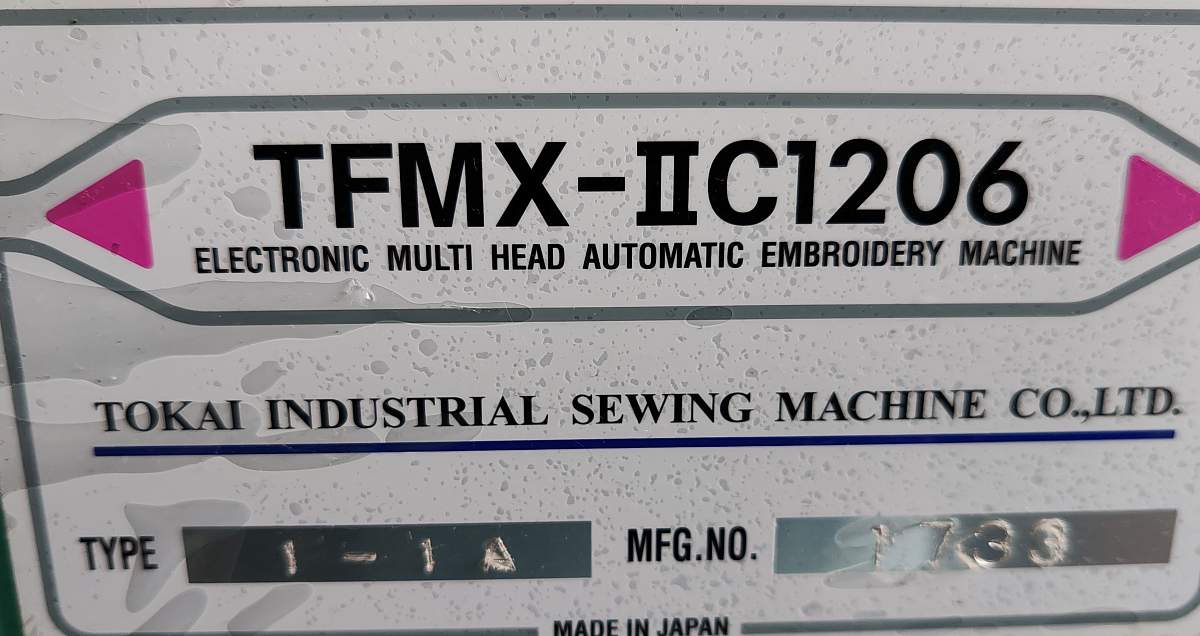 TFMX-ⅡC1206
ELECTRONIC MULTI HEAD AUTOMATIC EMBROIDERY MACHINE
TOKAI INDUSTRIAL SEWING MACHINE CO.,LTD.
TYPE 1-1A MFG.NO. 1733
MADE IN JAPAN